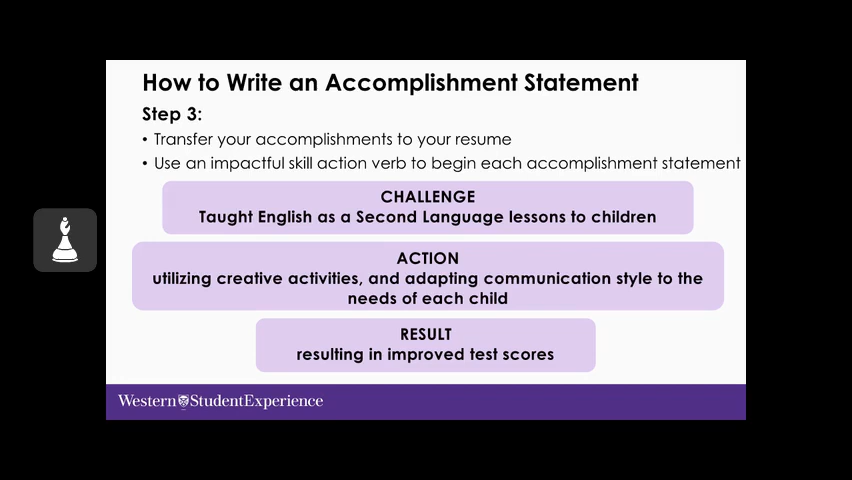 How to Write an Accomplishment Statement
Step 3:
• Transfer your accomplishments to your resume
• Use an impactful skill action verb to begin each accomplishment statement
CHALLENGE
Taught English as a Second Language lessons to children
ACTION
utilizing creative activities, and adapting communication style to the
needs of each child
RESULT
resulting in improved test scores
Western StudentExperience